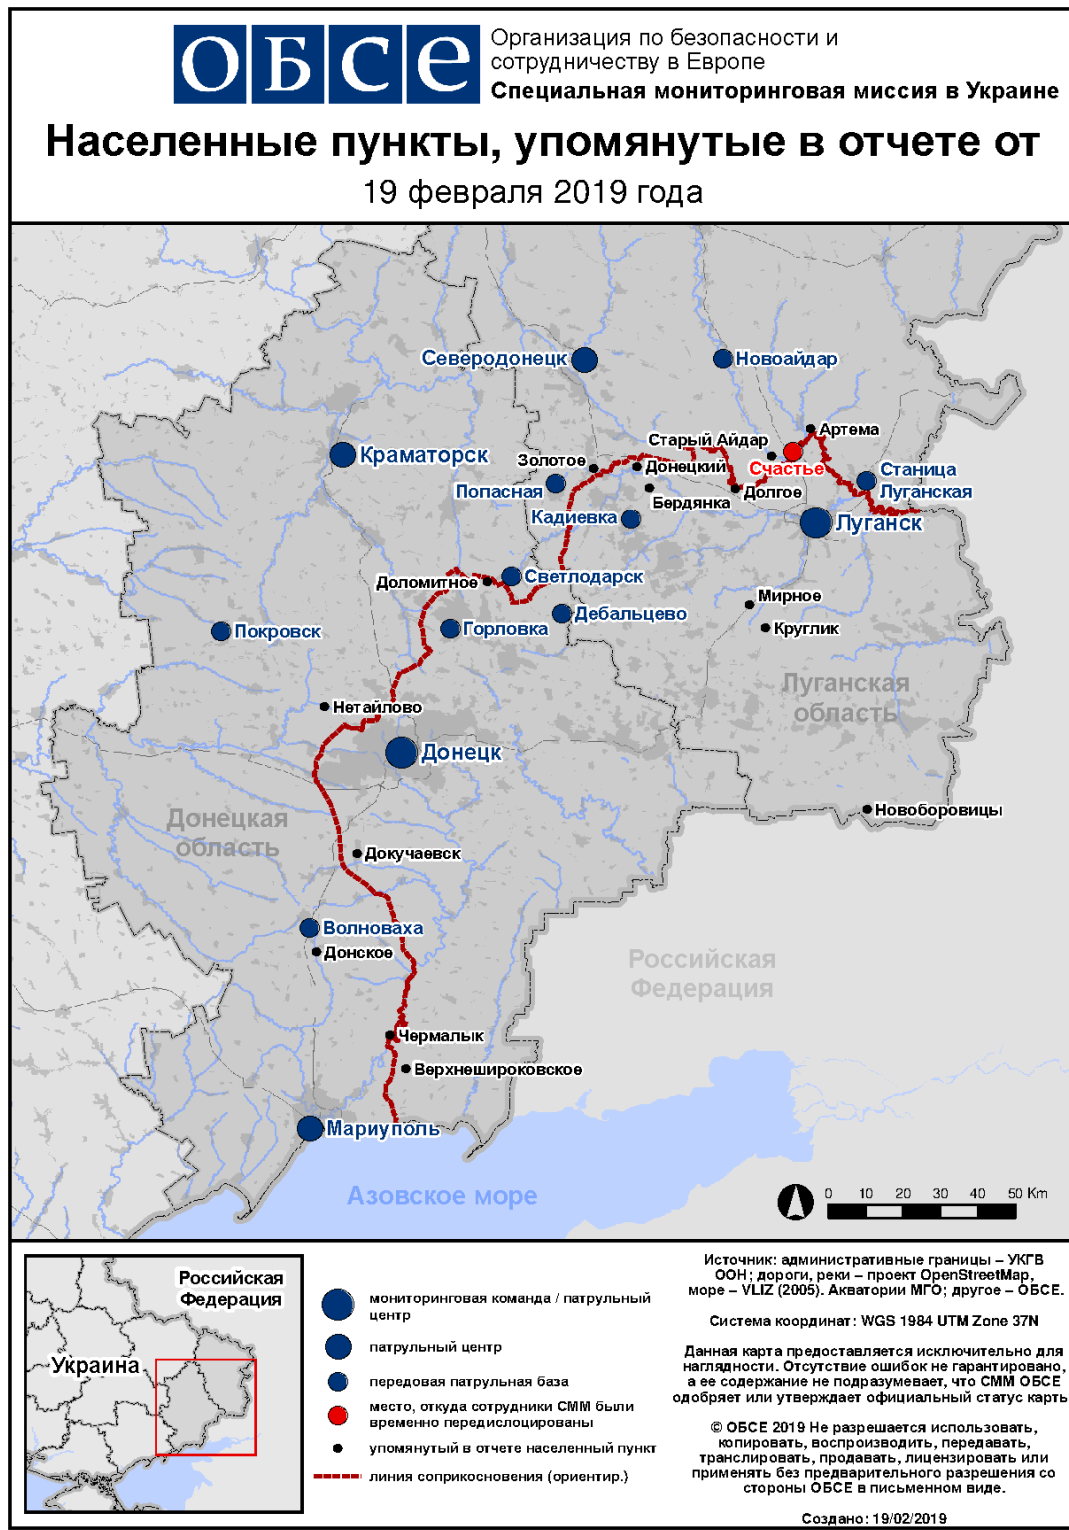 ОБСЕ
Организация по безопасности и
сотрудничеству в Европе
Специальная мониторинговая миссия в Украине
Населенные пункты, упомянутые в отчете от
19 февраля 2019 года
Северодонецк
Новоайдар
Артема
Старый Айдар
Краматорск
Золотое
Донецкий
Счастье
Станица
Луганская
Попасная
Бердянка
Долгое
Кадиевка
Луганск
Доломитное
Светлодарск
Мирное
Дебальцево
Покровск
Горловка
Круглик
Луганская
область
Нетайлово
Донецк
Новоборовицы
Донецкая
область
Докучаевск
Волноваха
Донское
Российская
Федерация
Чермалык
Верхнешироковское
Мариуполь
Азовское море
0 10 20 30 40 50 Km
Российская
Федерация
Украина
мониторинговая команда / патрульный
центр
патрульный центр
передовая патрульная база
место, откуда сотрудники СММ были
временно передислоцированы
упомянутый в отчете населенный пункт
линия соприкосновения (ориентир.)
Источник: административные границы – УКГВ
ООН; дороги, реки – проект OpenStreetMap,
море – VLIZ (2005). Акватории МГО; другое – ОБСЕ.
Система координат: WGS 1984 UTM Zone 37N
Данная карта предоставляется исключительно для
наглядности. Отсутствие ошибок не гарантировано,
а ее содержание не подразумевает, что СММ ОБСЕ
одобряет или утверждает официальный статус карть
© ОБСЕ 2019 Не разрешается использовать,
копировать, воспроизводить, передавать,
транслировать, продавать, лицензировать или
применять без предварительного разрешения со
стороны ОБСЕ в письменном виде.
Создано: 19/02/2019